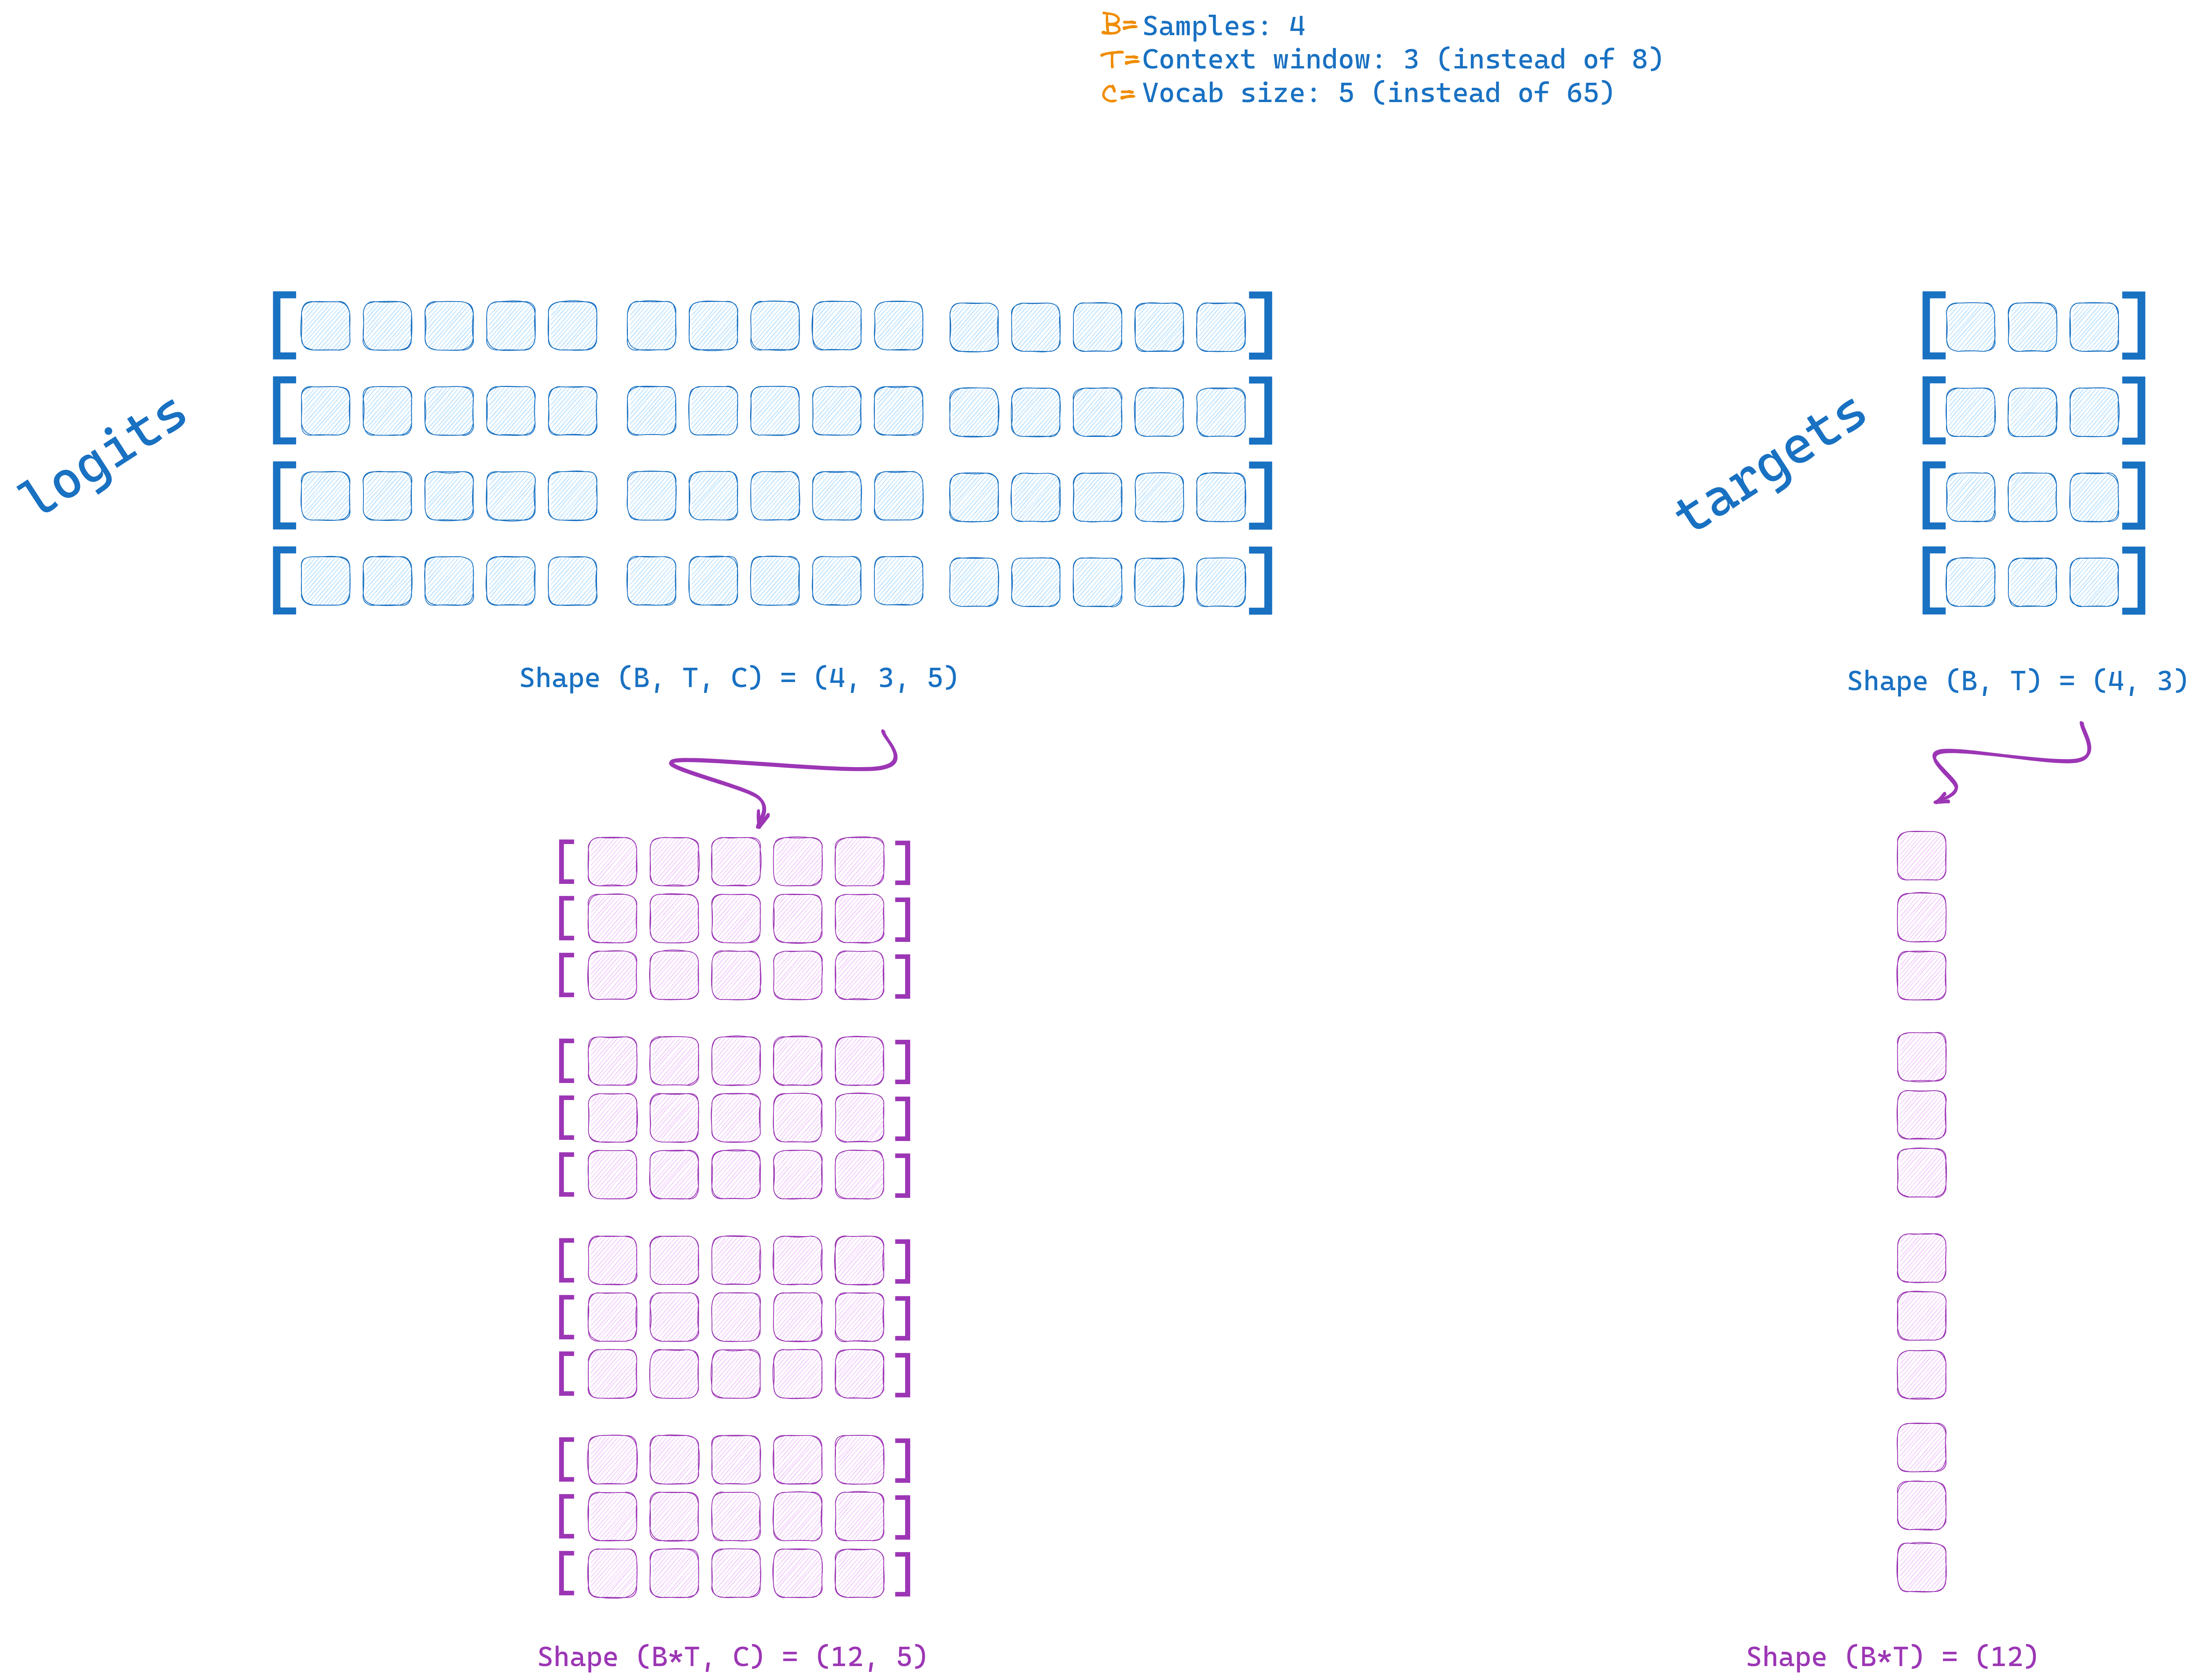 B= Samples: 4
T= Context window: 3 (instead of 8)
C= Vocab size: 5 (instead of 65)
logits
targets
Shape (B, T, C) = (4, 3, 5)
Shape (B, T) = (4, 3)
Shape (B*T, C) = (12, 5)
Shape (B*T) = (12)